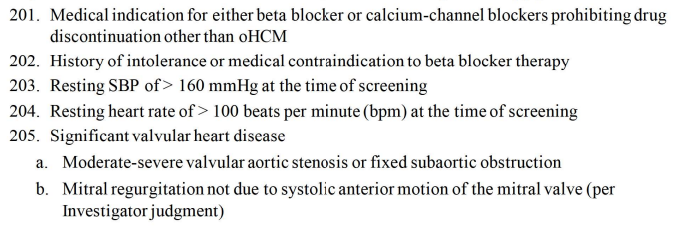 201. Medical indication for either beta blocker or calcium-channel blockers prohibiting drug
discontinuation other than oHCM
202. History of intolerance or medical contraindication to beta blocker therapy
203. Resting SBP of > 160 mmHg at the time of screening
204. Resting heart rate of > 100 beats per minute (bpm) at the time of screening
205. Significant valvular heart disease
a. Moderate-severe valvular aortic stenosis or fixed subaortic obstruction
b. Mitral regurgitation not due to systolic anterior motion of the mitral valve (per
Investigator judgment)